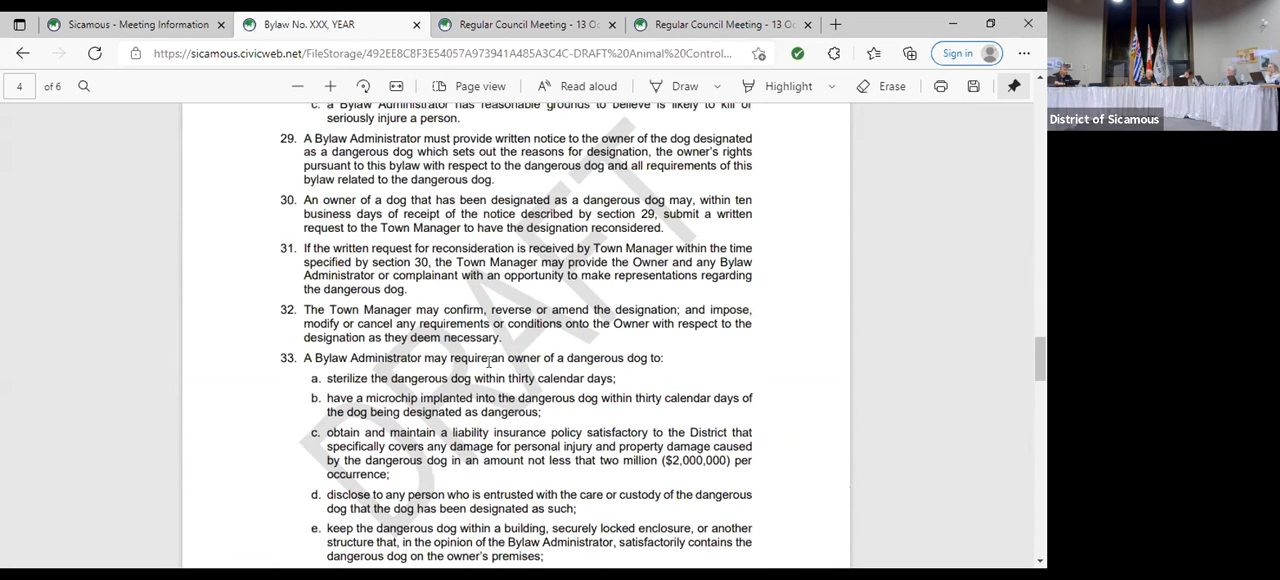 Sicamous - Meeting Information
Bylaw No. XXX, YEAR
Regular Council Meeting - 13 Oc
Regular Council Meeting - 13 Oc
https://sicamous.civicweb.net/FileStorage/492EE8C8F3E54057A973941A485A3C4C-DRAFT%20Animal%20Control...
Sign in
4 of 6
Page view
Read aloud
Draw
Highlight
Erase
District of Sicamous
c. a Bylaw Administrator has reasonable grounds to believe is likely to kill or
seriously injure a person.
29. A Bylaw Administrator must provide written notice to the owner of the dog designated
as a dangerous dog which sets out the reasons for designation, the owner's rights
pursuant to this bylaw with respect to the dangerous dog and all requirements of this
bylaw related to the dangerous dog.
30. An owner of a dog that has been designated as a dangerous dog may, within ten
business days of receipt of the notice described by section 29, submit a written
request to the Town Manager to have the designation reconsidered.
31. If the written request for reconsideration is received by Town Manager within the time
specified by section 30, the Town Manager may provide the Owner and any Bylaw
Administrator or complainant with an opportunity to make representations regarding
the dangerous dog.
32. The Town Manager may confirm, reverse or amend the designation; and impose,
modify or cancel any requirements or conditions onto the Owner with respect to the
designation as they deem necessary.
33. A Bylaw Administrator may require an owner of a dangerous dog to:
a. sterilize the dangerous dog within thirty calendar days;
b. have a microchip implanted into the dangerous dog within thirty calendar days of
the dog being designated as dangerous;
c. obtain and maintain a liability insurance policy satisfactory to the District that
specifically covers any damage for personal injury and property damage caused
by the dangerous dog in an amount not less that two million ($2,000,000) per
occurrence;
d. disclose to any person who is entrusted with the care or custody of the dangerous
dog that the dog has been designated as such;
e. keep the dangerous dog within a building, securely locked enclosure, or another
structure that, in the opinion of the Bylaw Administrator, satisfactorily contains the
dangerous dog on the owner's premises;
DRAFT